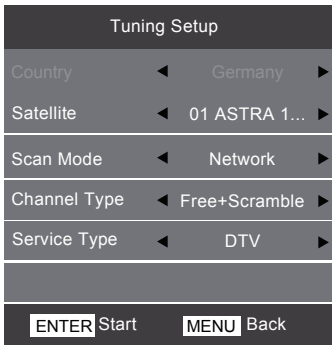 Tuning Setup
Country Germany
Satellite 01 ASTRA 1...
Scan Mode Network
Channel Type Free+Scramble
Service Type DTV
ENTER Start MENU Back